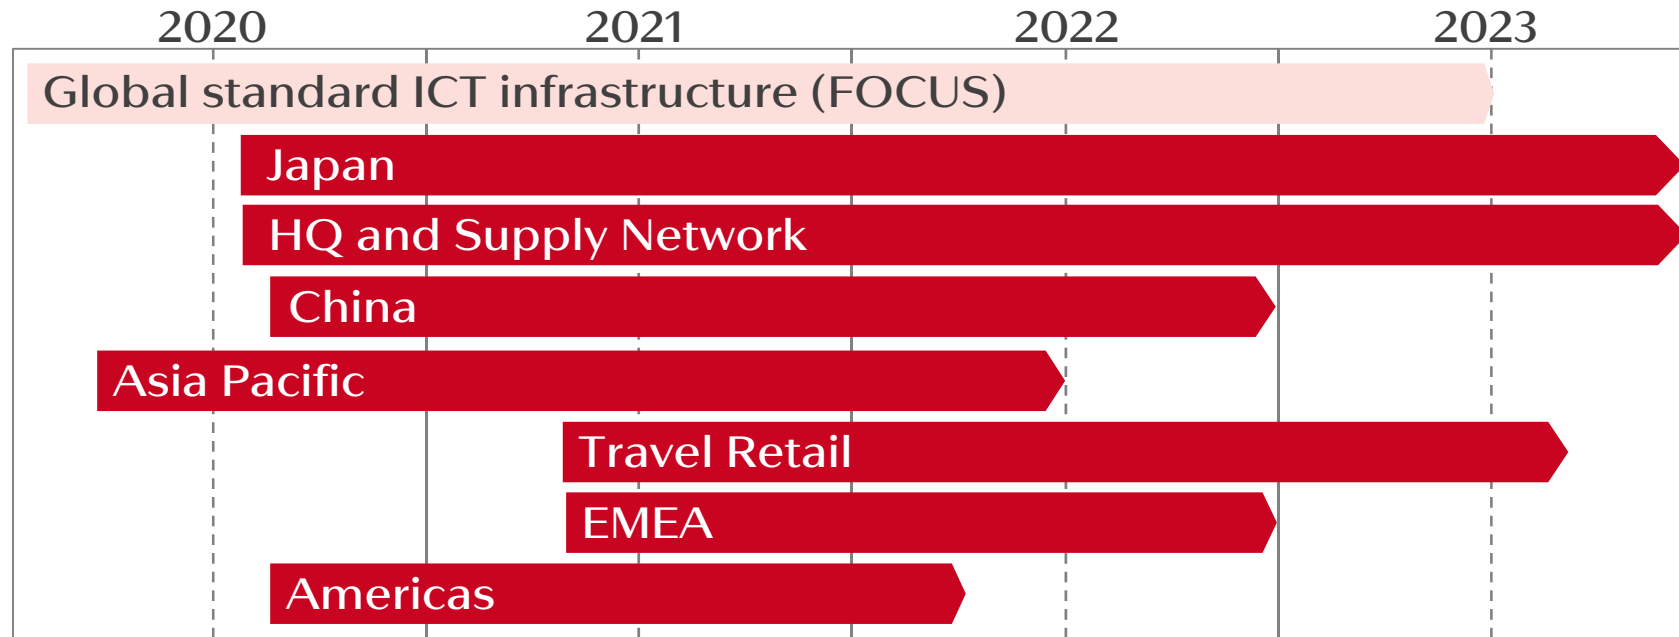 2020 2021 2022 2023
Global standard ICT infrastructure (FOCUS)
Japan
HQ and Supply Network
China
Asia Pacific
Travel Retail
EMEA
Americas